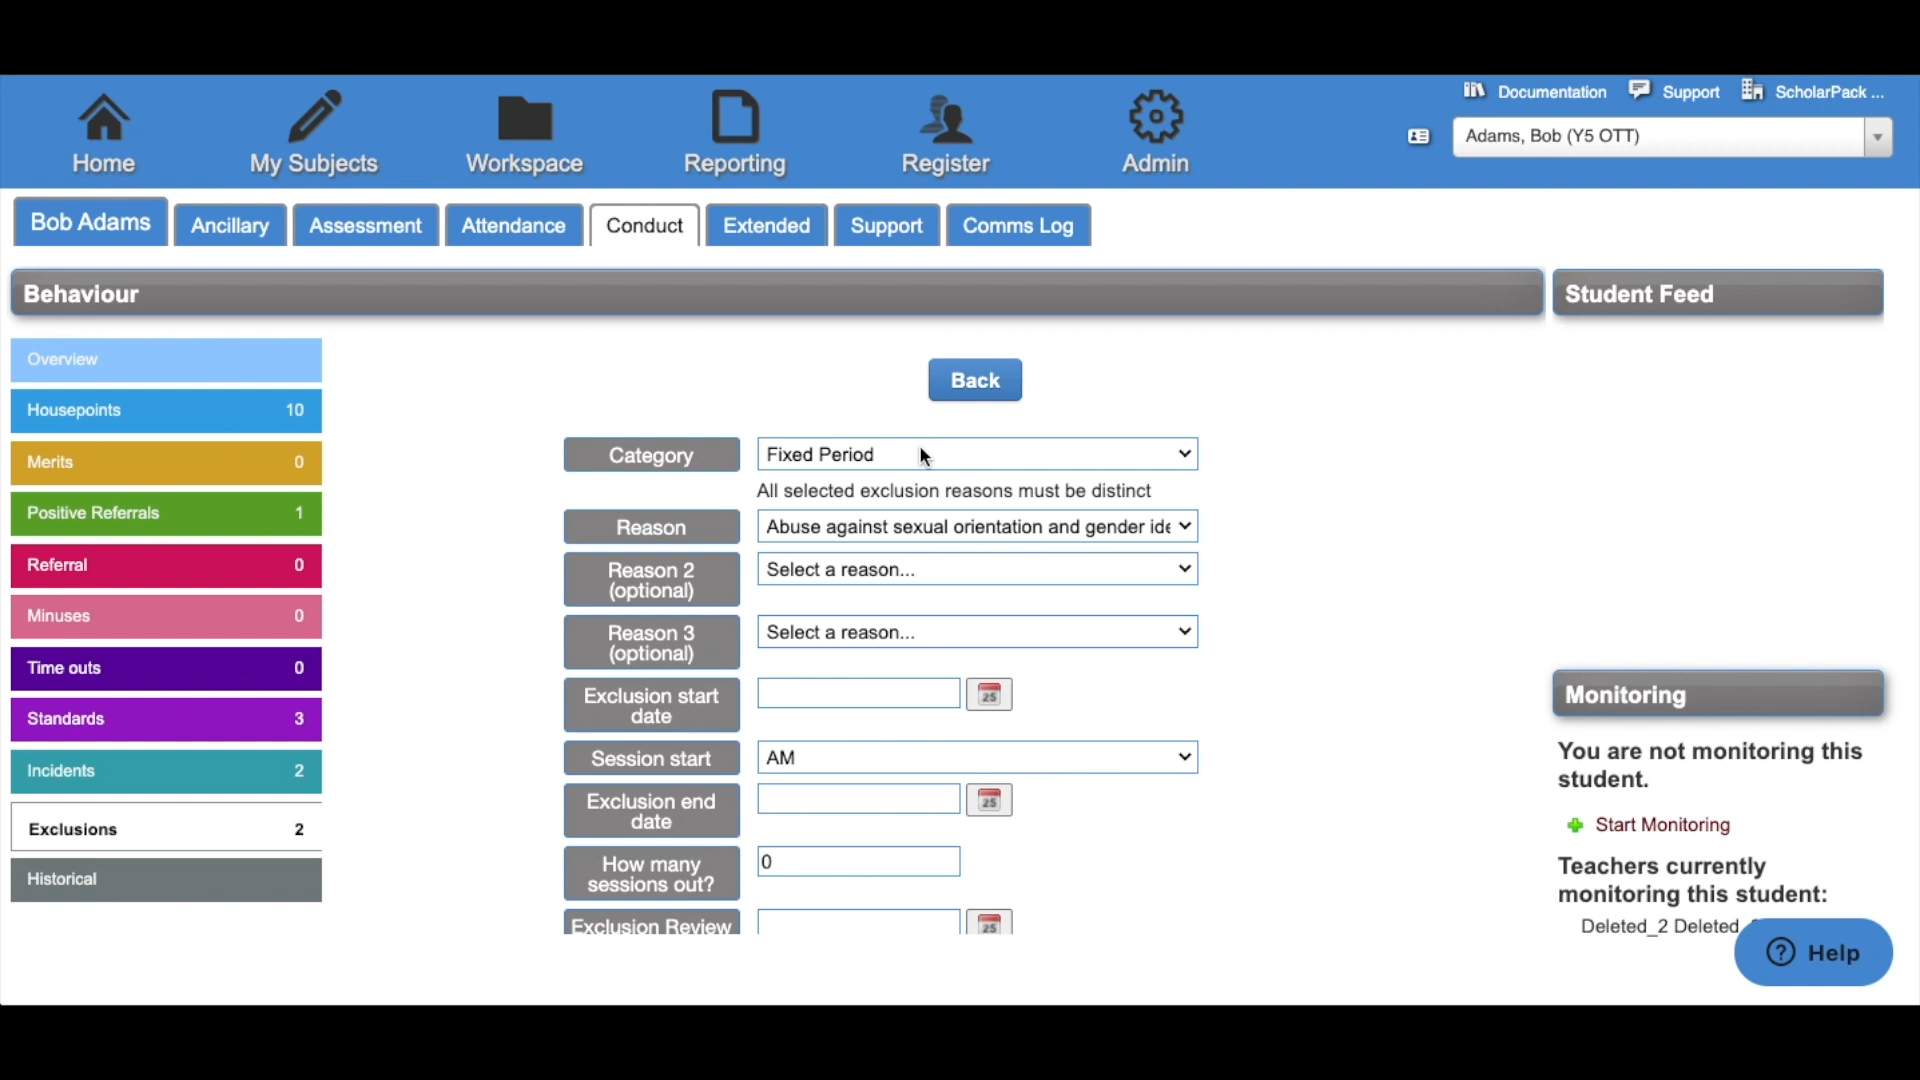 Documentation
Support
ScholarPack ...
Home
My Subjects
Workspace
Reporting
Register
Admin
Adams, Bob (Y5 OTT)
Bob Adams
Ancillary
Assessment
Attendance
Conduct
Extended
Support
Comms Log
Behaviour
Student Feed
Overview
Housepoints 10
Merits 0
Positive Referrals 1
Referral 0
Minuses 0
Time outs 0
Standards 3
Incidents 2
Exclusions 2
Historical
Back
Category
Fixed Period
All selected exclusion reasons must be distinct
Reason
Abuse against sexual orientation and gender ide
Reason 2
(optional)
Select a reason...
Reason 3
(optional)
Select a reason...
Exclusion start
date
25
Session start
AM
Exclusion end
date
25
How many
sessions out?
0
Exclusion Review
25
Monitoring
You are not monitoring this
student.
Start Monitoring
Teachers currently
monitoring this student:
Deleted_2 Deleted
Help